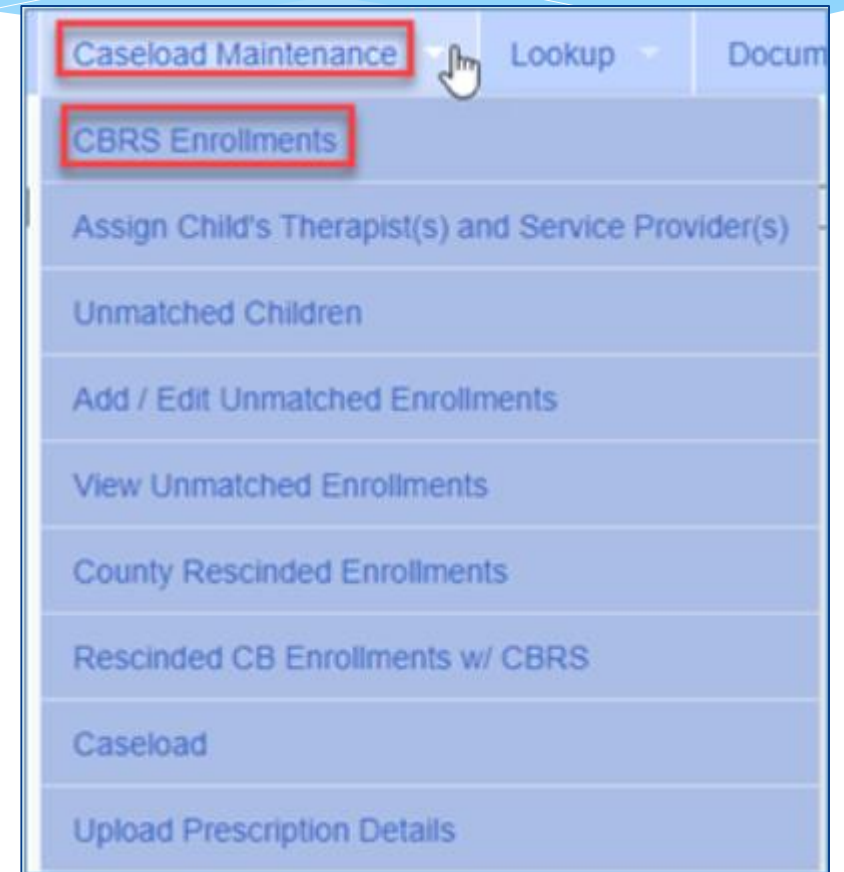 Caseload Maintenance Lookup Docum
CBRS Enrollments
Assign Child's Therapist(s) and Service Provider(s)
Unmatched Children
Add / Edit Unmatched Enrollments
View Unmatched Enrollments
County Rescinded Enrollments
Rescinded CB Enrollments w/ CBRS
Caseload
Upload Prescription Details